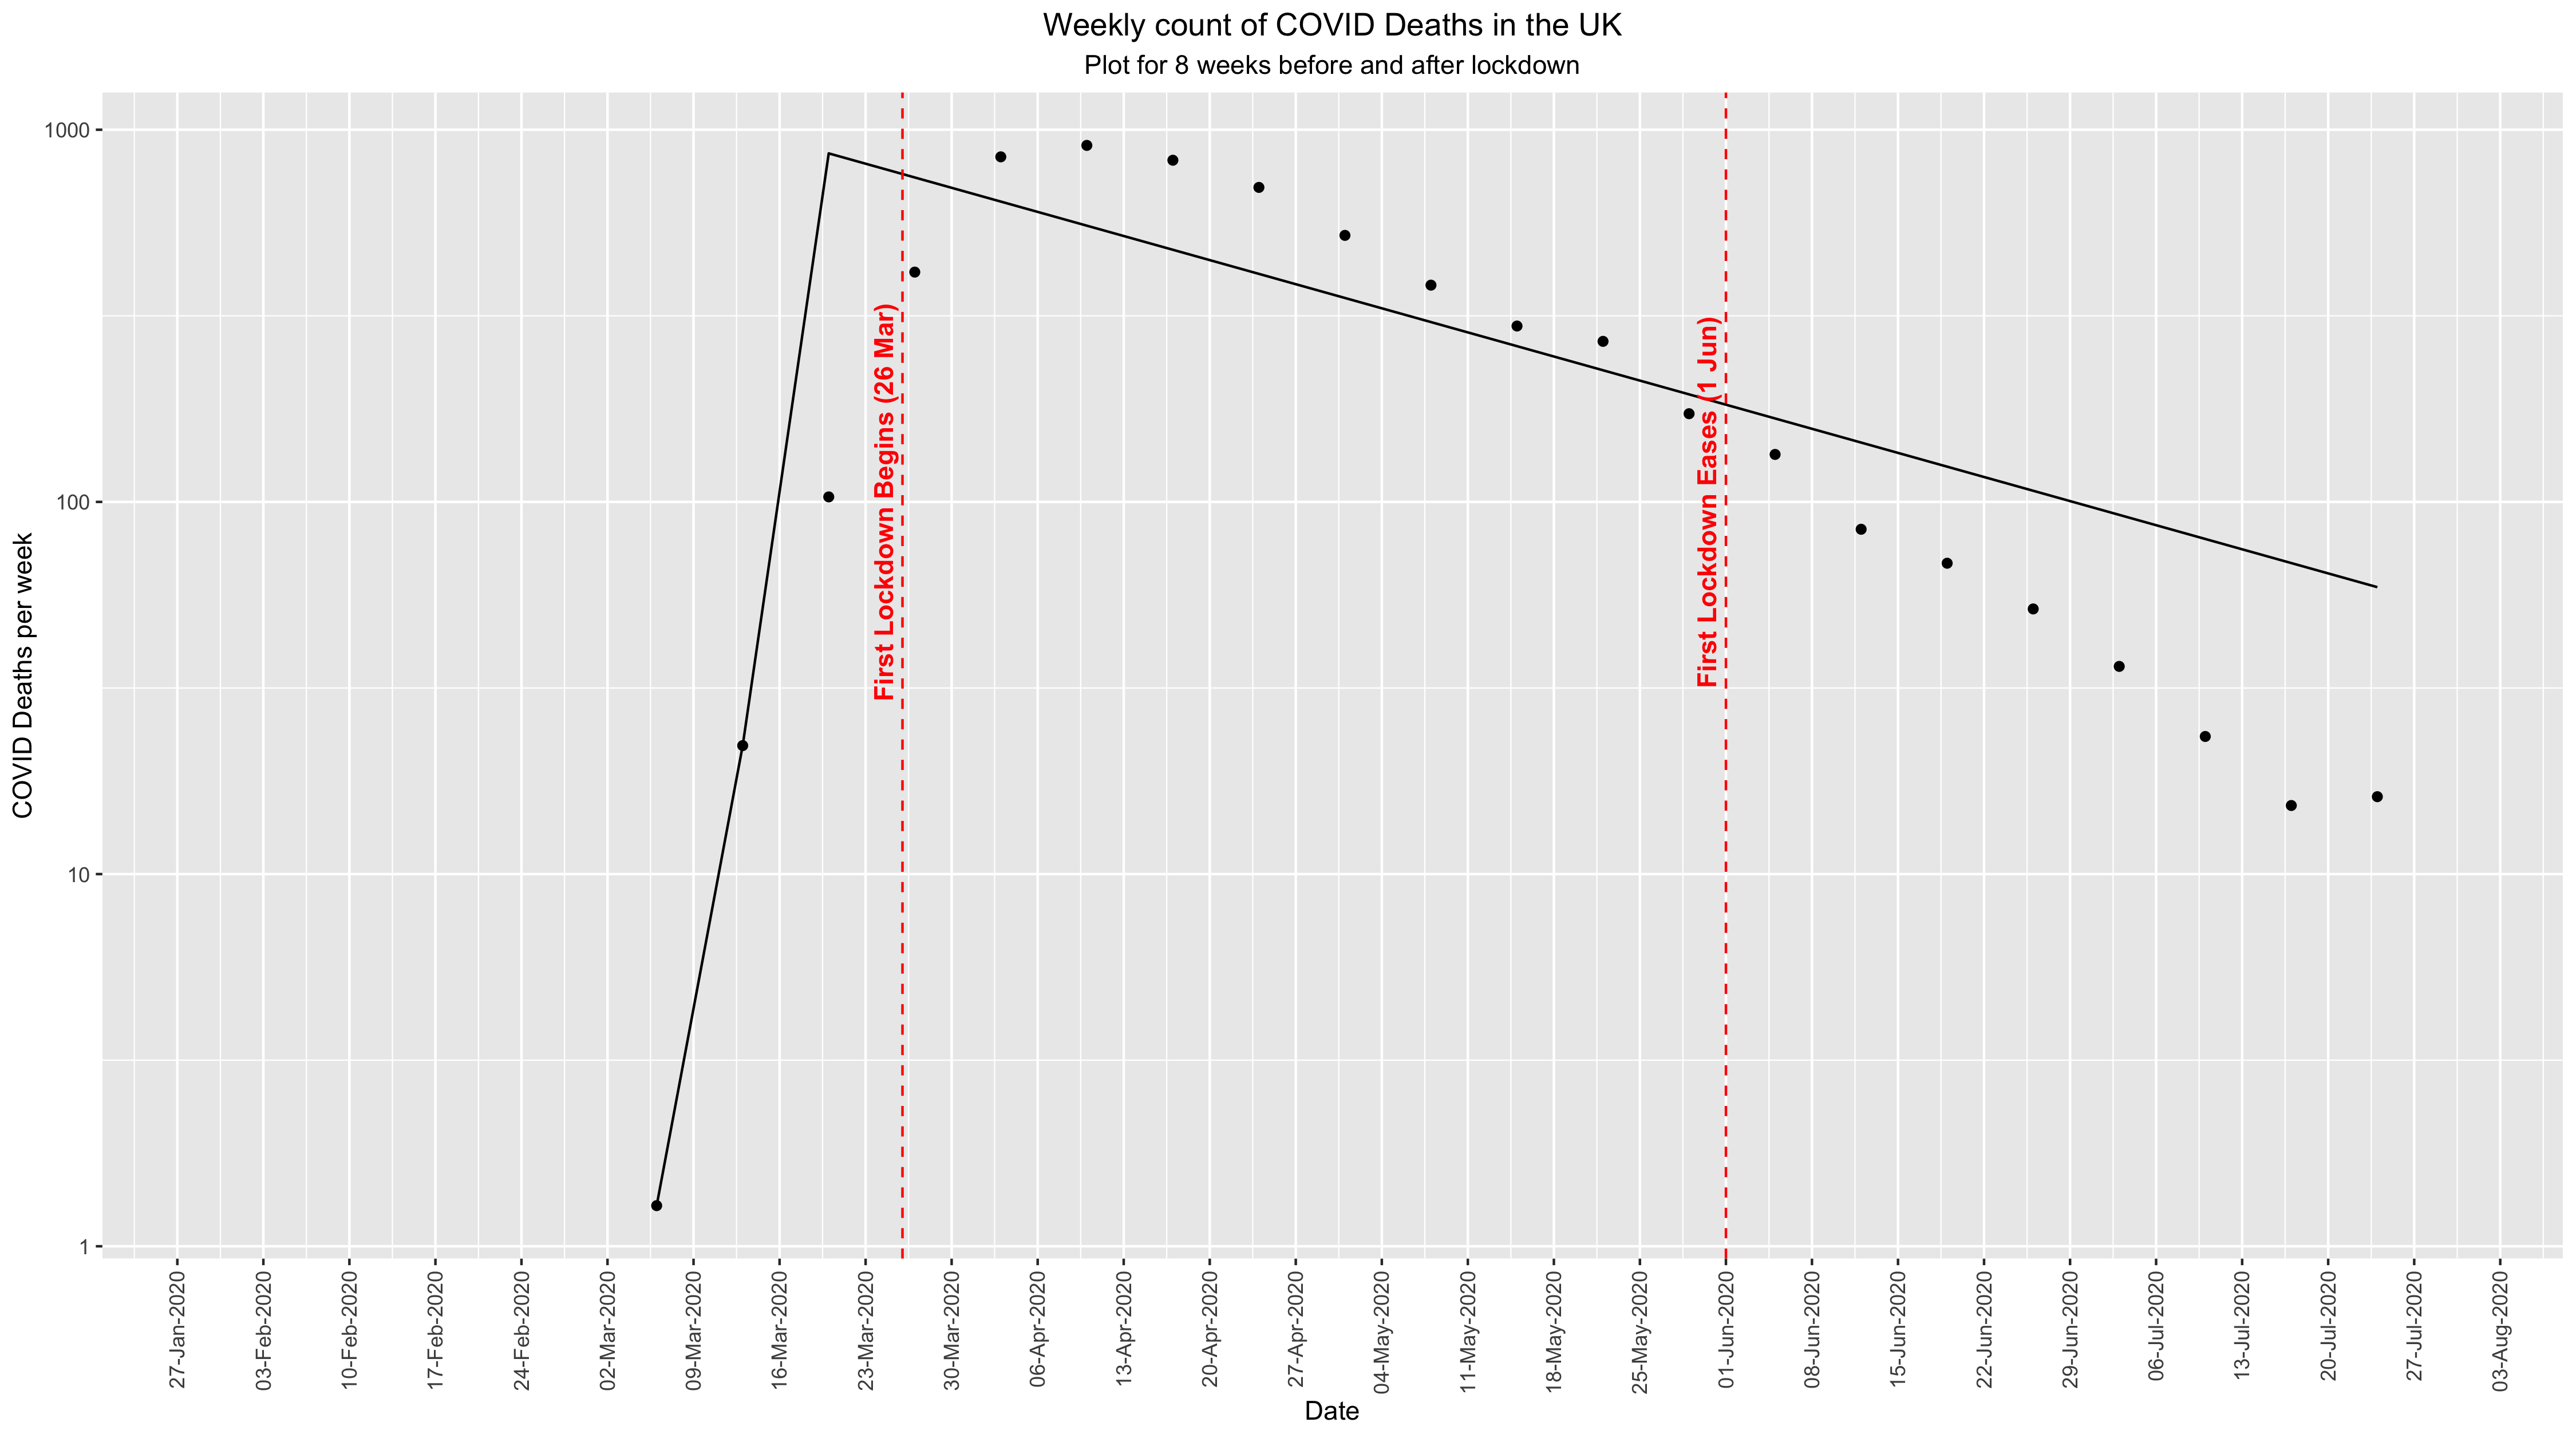 Weekly count of COVID Deaths in the UK
Plot for 8 weeks before and after lockdown
COVID Deaths per week
1000
100
10
1
First Lockdown Begins (26 Mar)
First Lockdown Eases (1 Jun)
27-Jan-2020
03-Feb-2020
10-Feb-2020
17-Feb-2020
24-Feb-2020
02-Mar-2020
09-Mar-2020
16-Mar-2020
23-Mar-2020
30-Mar-2020
06-Apr-2020
13-Apr-2020
20-Apr-2020
27-Apr-2020
04-May-2020
11-May-2020
18-May-2020
25-May-2020
01-Jun-2020
08-Jun-2020
15-Jun-2020
22-Jun-2020
29-Jun-2020
06-Jul-2020
13-Jul-2020
20-Jul-2020
27-Jul-2020
03-Aug-2020
Date